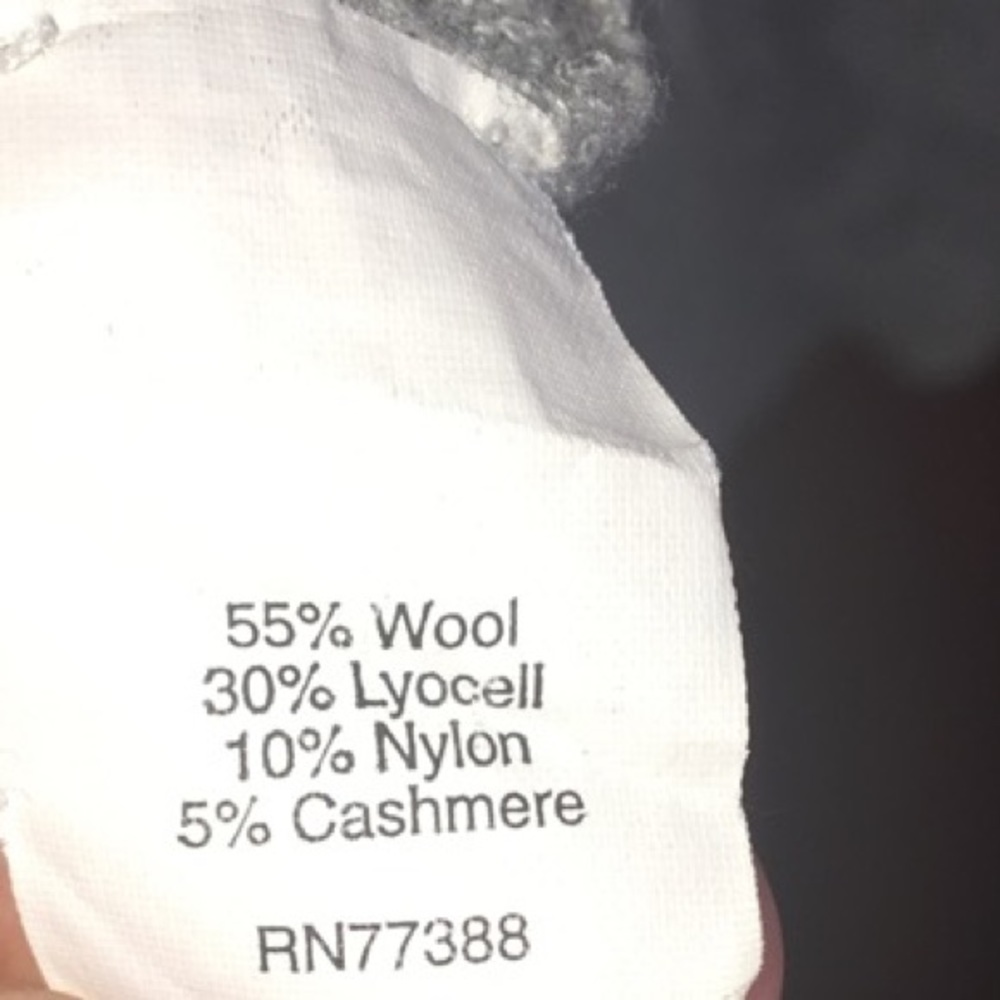 55% Wool
30% Lyocell
10% Nylon
5% Cashmere
RN77388